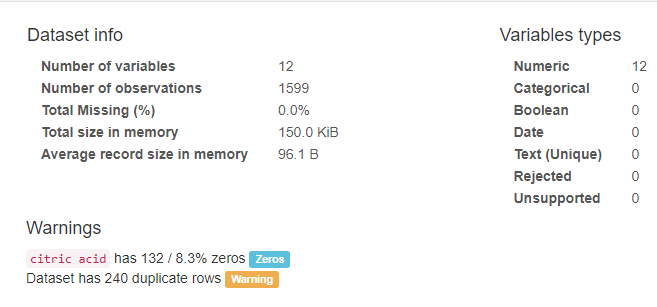 Dataset info
Number of variables 12
Number of observations 1599
Total Missing (%) 0.0%
Total size in memory 150.0 KiB
Average record size in memory 96.1 B
Variables types
Numeric 12
Categorical 0
Boolean 0
Date 0
Text (Unique) 0
Rejected 0
Unsupported 0
Warnings
citric acid has 132 / 8.3% zeros Zeros
Dataset has 240 duplicate rows Warning